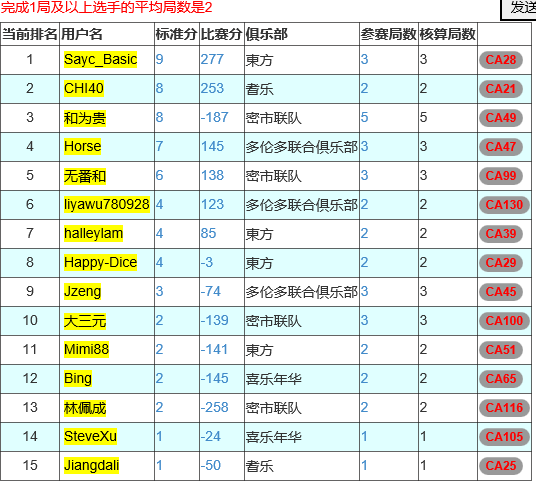 完成1局及以上选手的平均局数是2
发送
当前排名 用户名 标准分 比赛分 俱乐部 参赛局数 核算局数
1 Sayc_Basic 9 277 東方 3 3 CA28
2 CHI40 8 253 耆乐 2 2 CA21
3 和为贵 8 -187 密市联队 5 5 CA49
4 Horse 7 145 多伦多联合俱乐部 3 3 CA47
5 无番和 6 138 密市联队 3 3 CA99
6 liyawu780928 4 123 多伦多联合俱乐部 2 2 CA130
7 halleylam 4 85 東方 2 2 CA39
8 Happy-Dice 4 -3 東方 2 2 CA29
9 Jzeng 3 -74 多伦多联合俱乐部 3 3 CA45
10 大三元 2 -139 密市联队 3 3 CA100
11 Mimi88 2 -141 東方 2 2 CA51
12 Bing 2 -145 喜乐年华 2 2 CA65
13 林佩成 2 -258 密市联队 2 2 CA116
14 SteveXu 1 -24 喜乐年华 1 1 CA105
15 Jiangdali 1 -50 耆乐 1 1 CA25